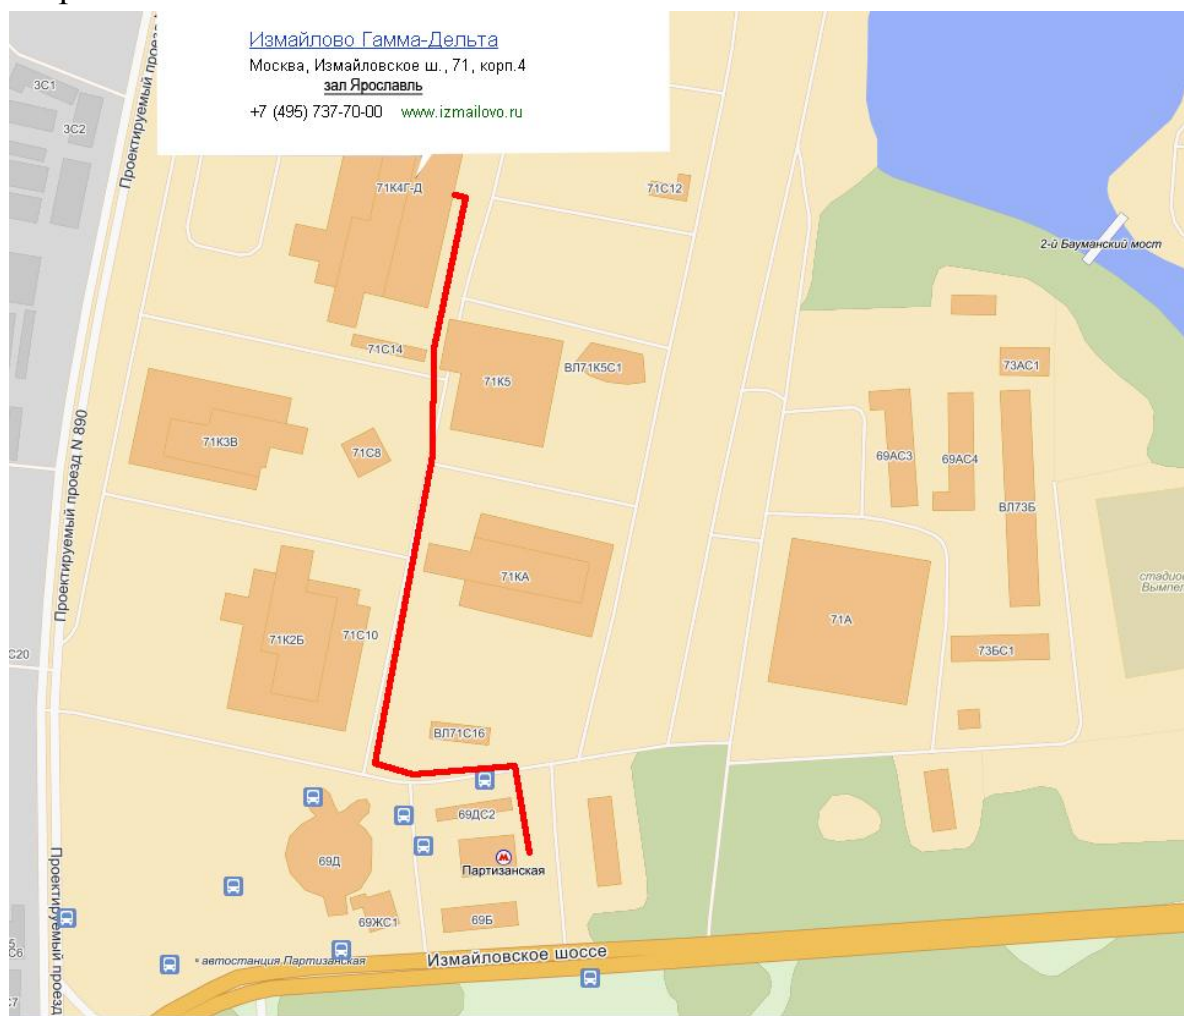 Измайлово Гамма-Дельта
Москва, Измайловское ш., 71, корп.4
зал Ярославль
+7 (495) 737-70-00 www.izmailovo.ru
3С1
3С2
Проектируемый проезд
71К4Г-Д
71С12
2-й Бауманский мост
71С14
71К5
ВЛ71К5С1
73АС1
Проектируемый проезд N 890
71К3В
71С8
69АС3
69АС4
ВЛ73Б
71КА
стадион
Вымпел
71А
71К2Б
71С10
С20
73БС1
ВЛ71С16
69ДС2
69Д
Партизанская
Проектируемый проезд
69ЖС1
69Б
С6
автостанция Партизанская
Измайловское шоссе